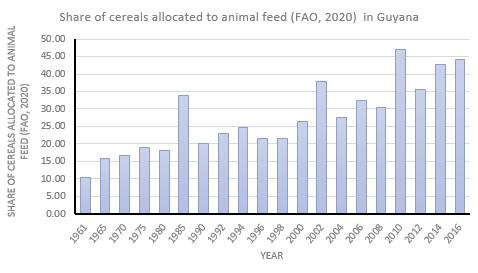 Share of cereals allocated to animal feed (FAO, 2020)  in Guyana
SHARE OF CEREALS ALLOCATED TO ANIMAL
FEED (FAO, 2020)
50.00
45.00
40.00
35.00
30.00
25.00
20.00
15.00
10.00
5.00
0.00
1961 1965 1970 1975 1980 1985 1990 1992 1994 1996 1998 2000 2002 2004 2006 2008 2010 2012 2014 2016
YEAR